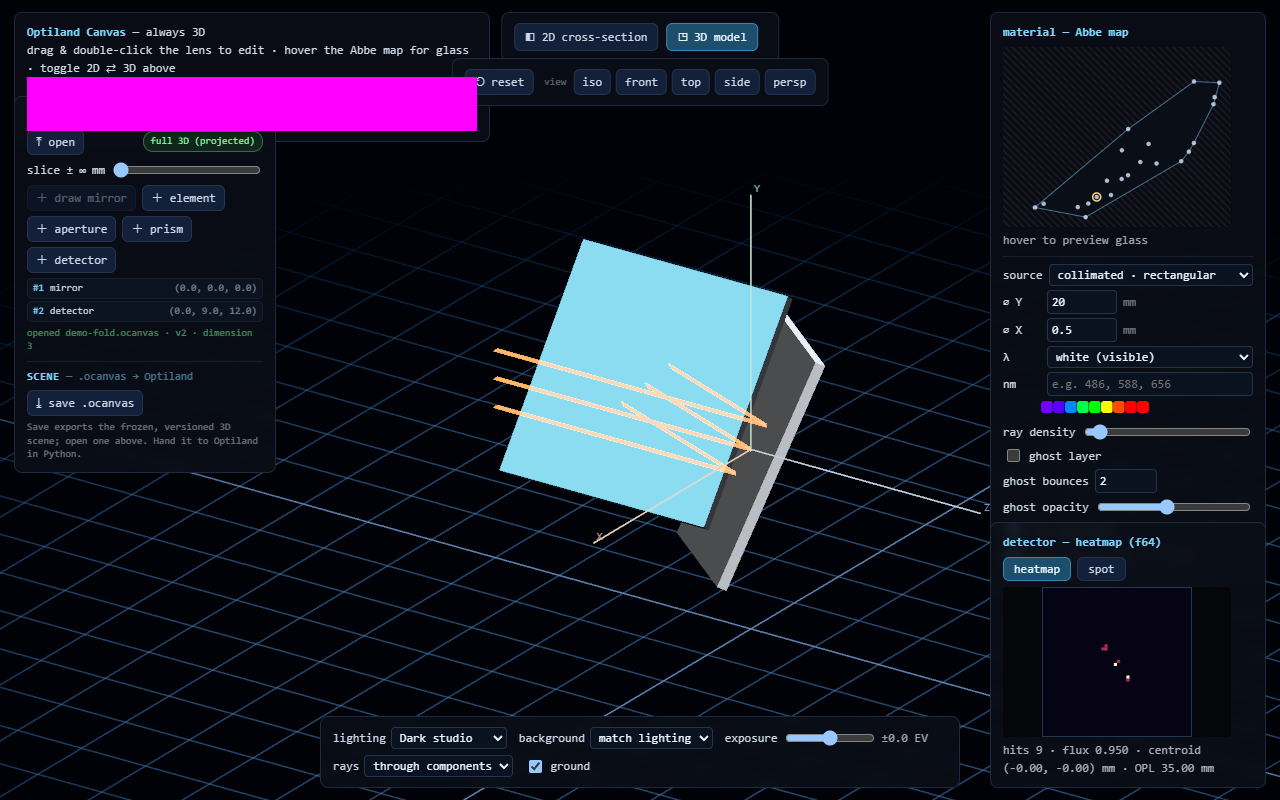 Optiland Canvas — always 3D
drag & double-click the lens to edit · hover the Abbe map for glass
· toggle 2D ⇄ 3D above
2D cross-section
3D model
reset
view
iso
front
top
side
persp
⤒ open
full 3D (projected)
slice ± ∞ mm
+ draw mirror
+ element
+ aperture
+ prism
+ detector
#1 mirror (0.0, 0.0, 0.0)
#2 detector (0.0, 9.0, 12.0)
opened demo-fold.ocanvas · v2 · dimension
3
SCENE — .ocanvas → Optiland
⤓ save .ocanvas
Save exports the frozen, versioned 3D
scene; open one above. Hand it to Optiland
in Python.
Y
X
Z
lighting Dark studio background match lighting exposure ±0.0 EV
rays through components ground
material — Abbe map
hover to preview glass
source collimated · rectangular
⌀ Y 20 mm
⌀ X 0.5 mm
λ white (visible)
nm e.g. 486, 588, 656
ray density
ghost layer
ghost bounces 2
ghost opacity
detector — heatmap (f64)
heatmap
spot
hits 9 · flux 0.950 · centroid
(-0.00, -0.00) mm · OPL 35.00 mm